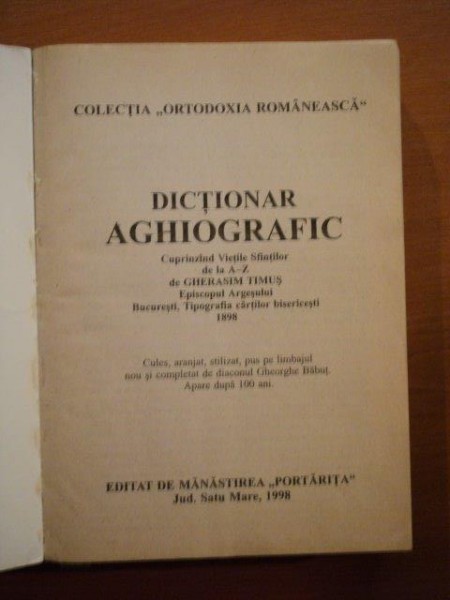 COLECȚIA „ORTODOXIA ROMÂNEASCĂ“
DICȚIONAR
AGHIOGRAFIC
Cuprinzînd Viețile Sfinților
de la A–Z
de GHERASIM TIMUȘ
Episcopul Argeșului
București, Tipografia cărților bisericești
1898
Cules, aranjat, stilizat, pus pe limbajul
nou și completat de diaconul Gheorghe Băbuț.
Apare după 100 ani.
EDITAT DE MÂNĂSTIREA „PORTĂRIȚA“
Jud. Satu Mare, 1998